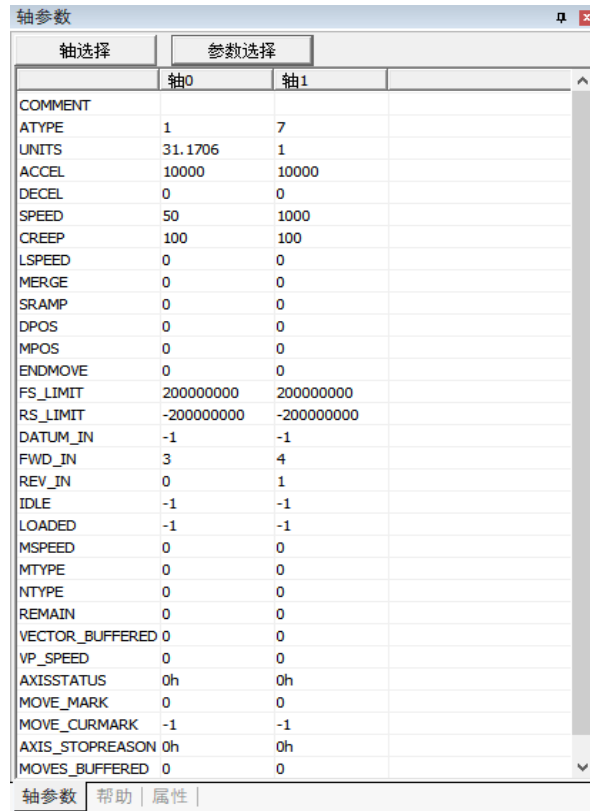 轴参数
轴选择 参数选择
轴0 轴1
COMMENT
ATYPE 1 7
UNITS 31.1706 1
ACCEL 10000 10000
DECEL 0 0
SPEED 50 1000
CREEP 100 100
LSPEED 0 0
MERGE 0 0
SRAMP 0 0
DPOS 0 0
MPOS 0 0
ENDMOVE 0 0
FS_LIMIT 200000000 200000000
RS_LIMIT -200000000 -200000000
DATUM_IN -1 -1
FWD_IN 3 4
REV_IN 0 1
IDLE -1 -1
LOADED -1 -1
MSPEED 0 0
MTYPE 0 0
NTYPE 0 0
REMAIN 0 0
VECTOR_BUFFERED 0 0
VP_SPEED 0 0
AXISSTATUS 0h 0h
MOVE_MARK 0 0
MOVE_CURMARK -1 -1
AXIS_STOPREASON 0h 0h
MOVES_BUFFERED 0 0
轴参数 帮助 属性